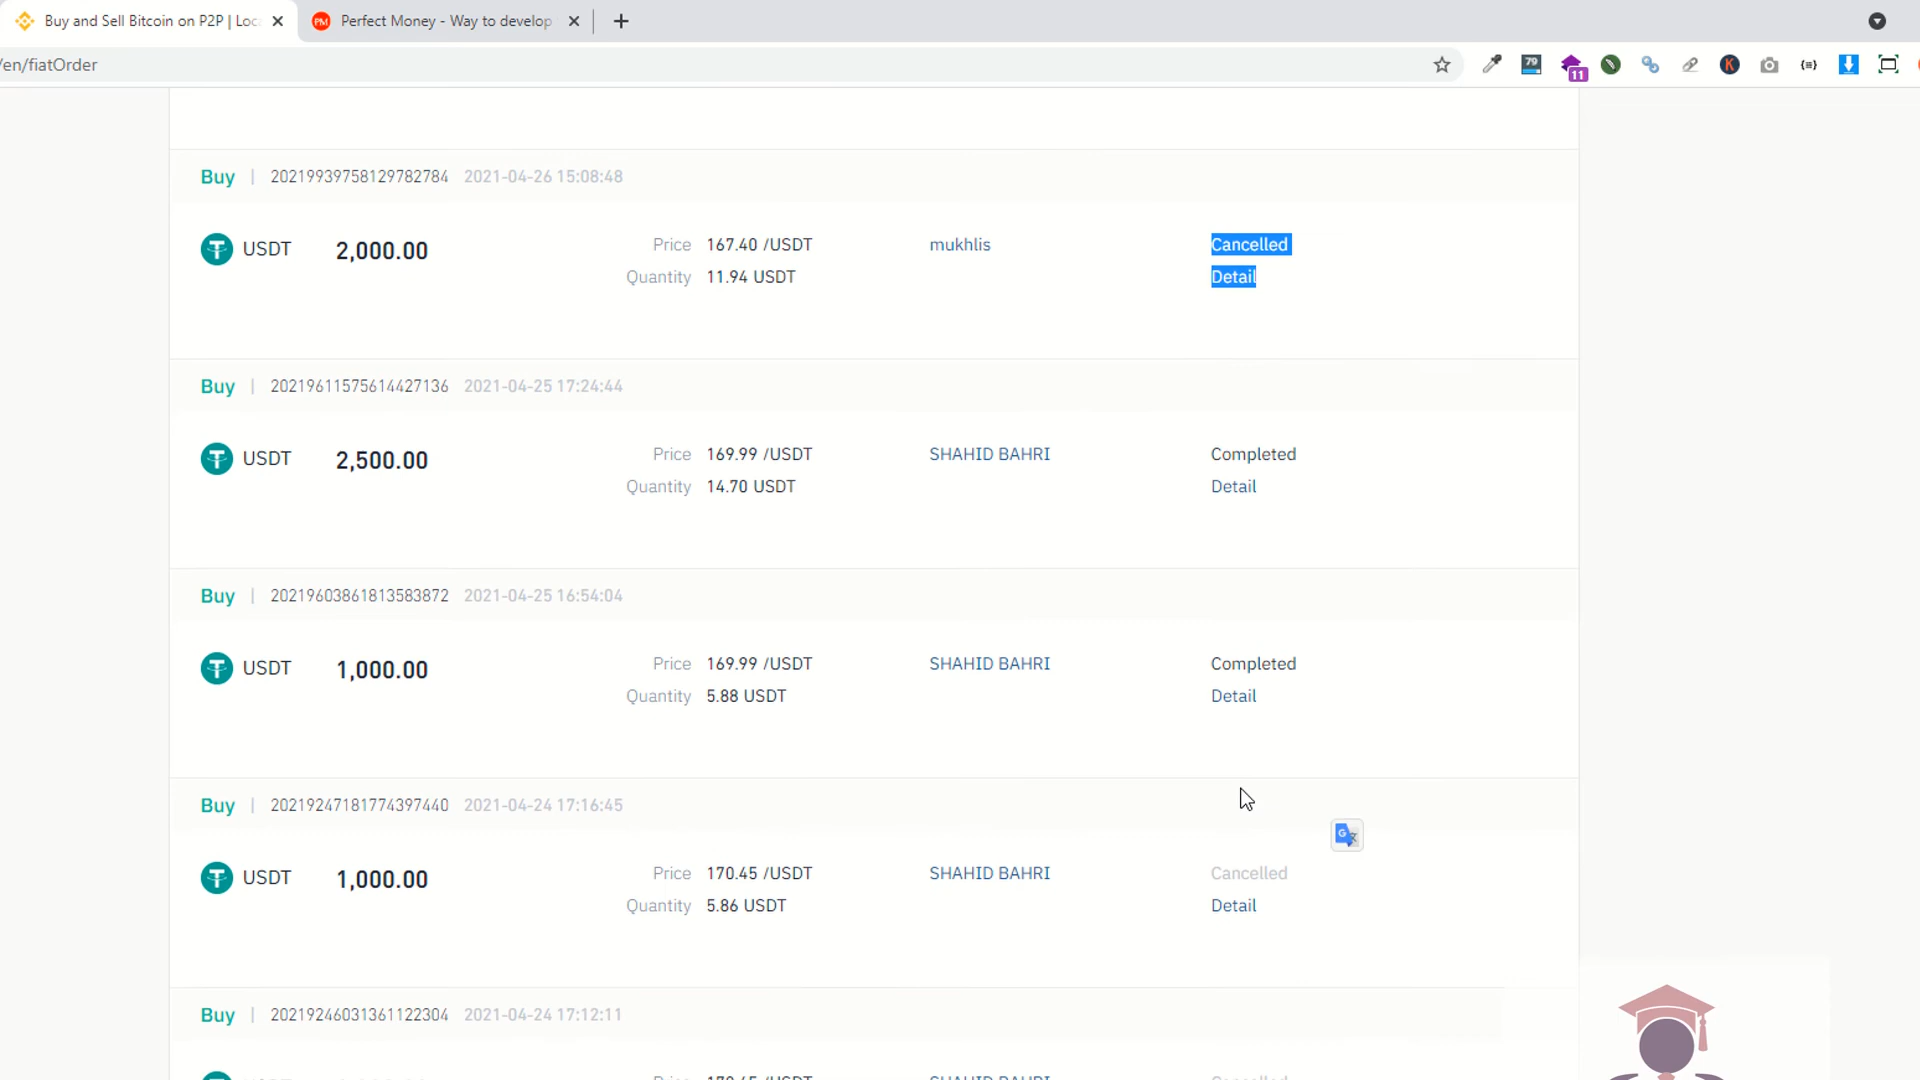 Buy and Sell Bitcoin on P2P | Loc
Perfect Money - Way to develop
/en/fiatOrder
79
11
K
Buy | 20219939758129782784 2021-04-26 15:08:48
USDT 2,000.00 Price 167.40 /USDT mukhlis Cancelled
Quantity 11.94 USDT Detail
Buy | 20219611575614427136 2021-04-25 17:24:44
USDT 2,500.00 Price 169.99 /USDT SHAHID BAHRI Completed
Quantity 14.70 USDT Detail
Buy | 20219603861813583872 2021-04-25 16:54:04
USDT 1,000.00 Price 169.99 /USDT SHAHID BAHRI Completed
Quantity 5.88 USDT Detail
Buy | 20219247181774397440 2021-04-24 17:16:45
USDT 1,000.00 Price 170.45 /USDT SHAHID BAHRI Cancelled
Quantity 5.86 USDT Detail
Buy | 20219246031361122304 2021-04-24 17:12:11